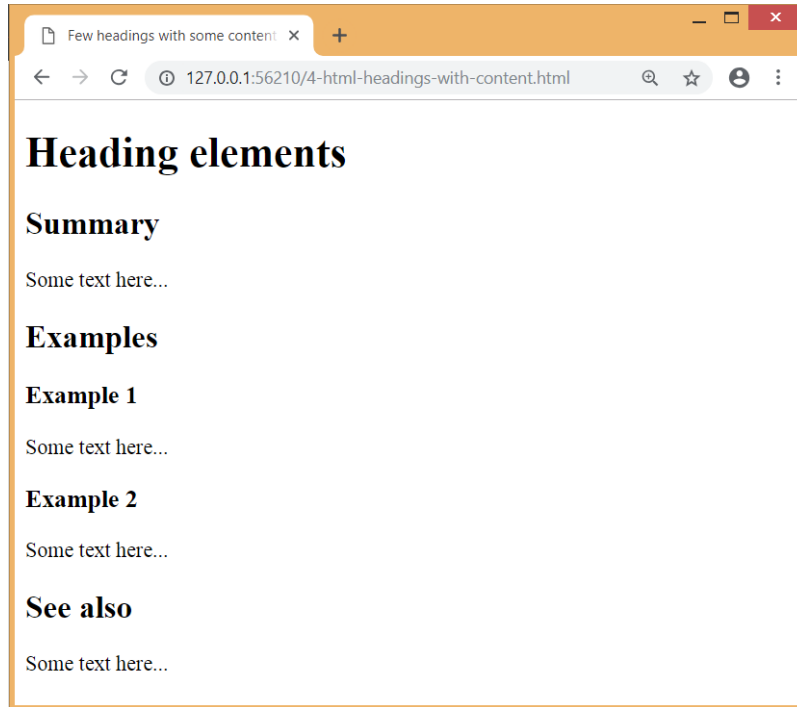 Few headings with some content
127.0.0.1:56210/4-html-headings-with-content.html
Heading elements
Summary
Some text here...
Examples
Example 1
Some text here...
Example 2
Some text here...
See also
Some text here...